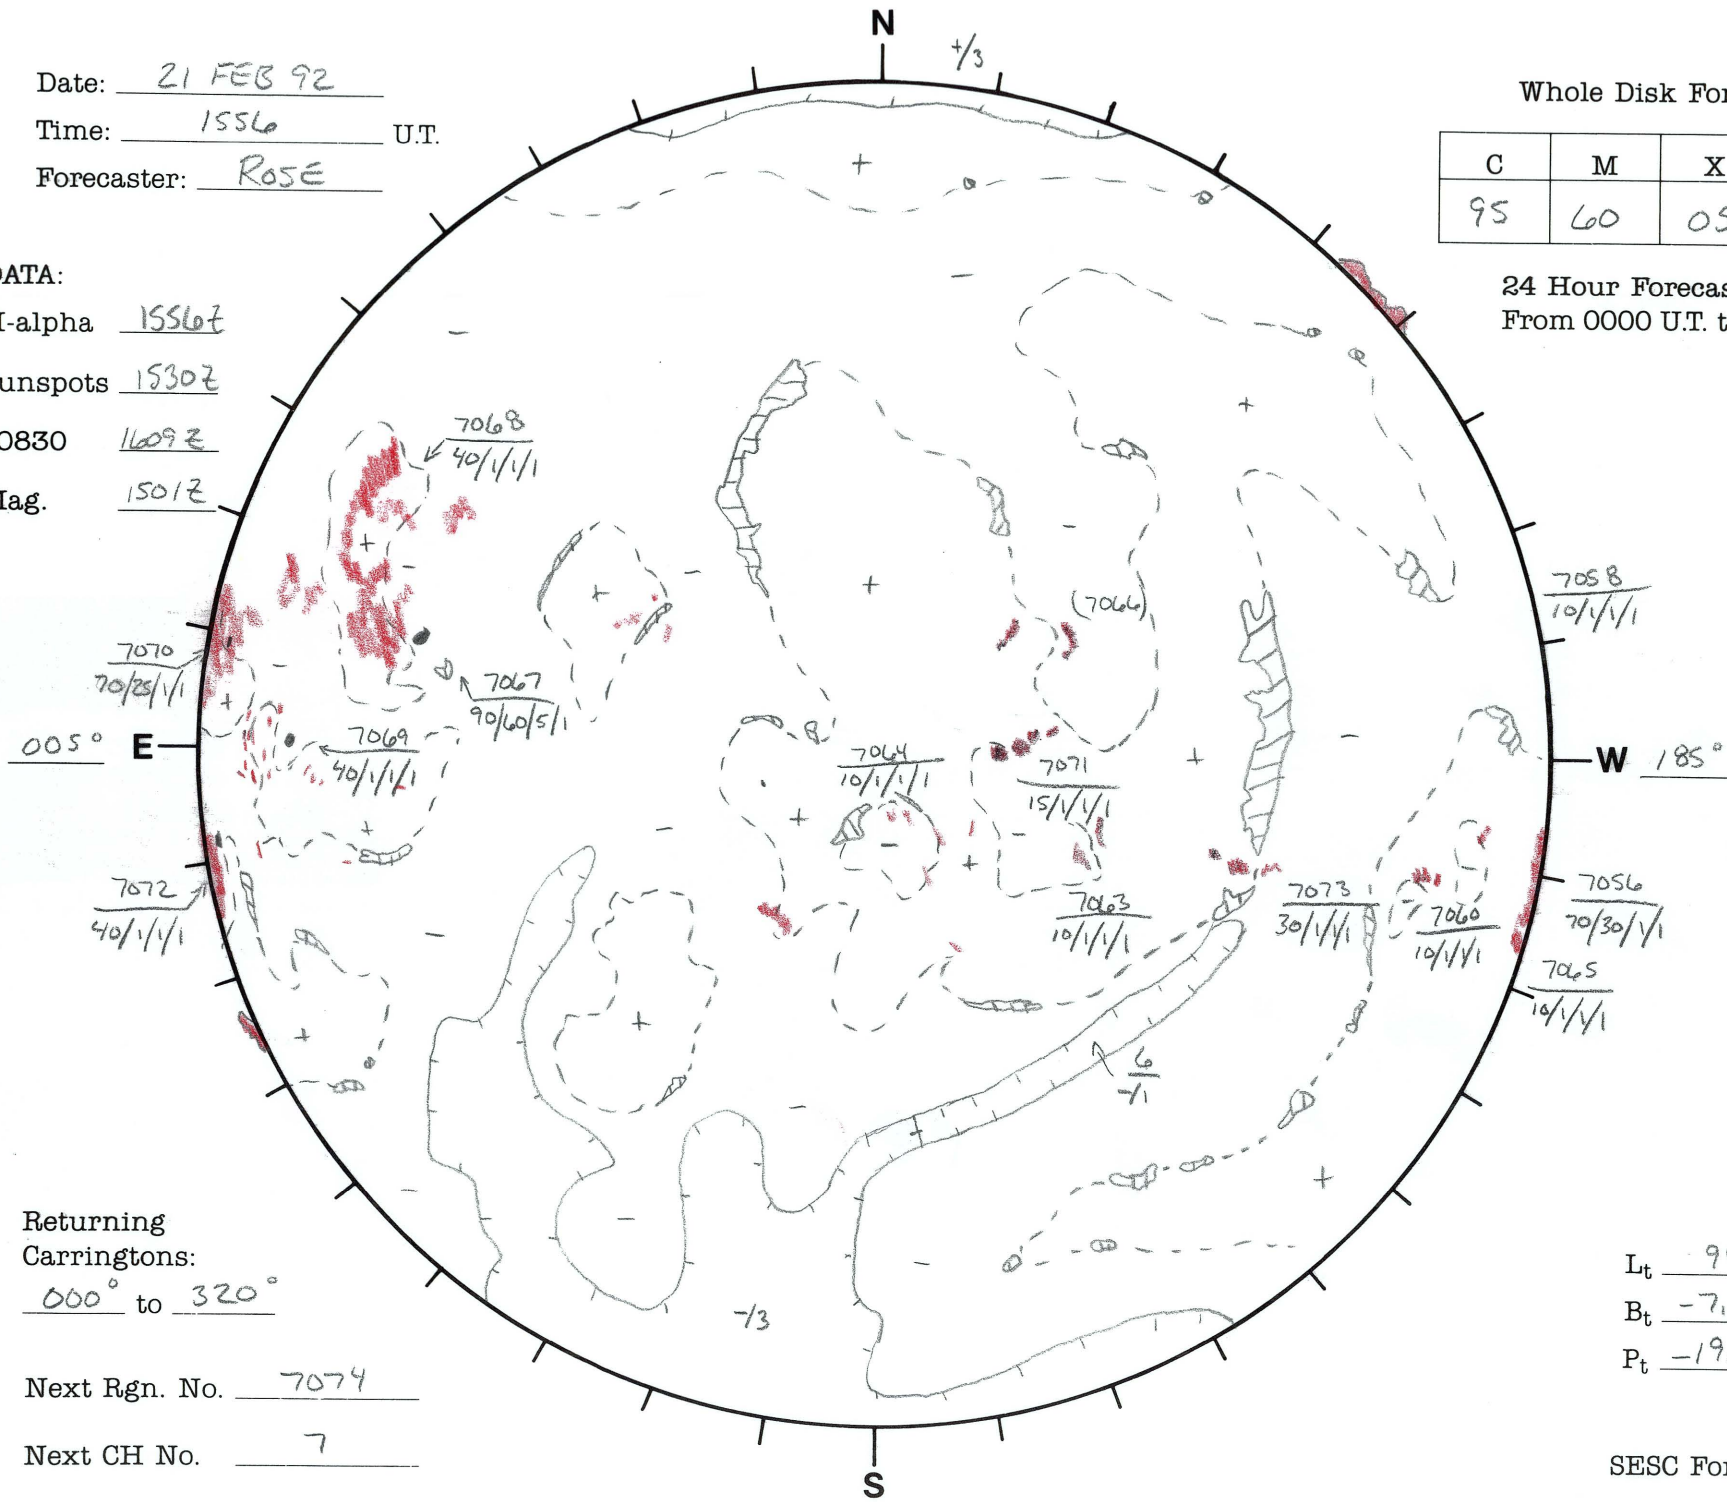 N
+/3
Date: 21 FEB 92
Time: 1556 U.T.
Forecaster: ROSE
Whole Disk For
C M X
95 60 05
24 Hour Forecas
From 0000 U.T. t
DATA:
H-alpha 1556Z
unspots 1530Z
0830 1609Z
Mag. 1501Z
7068
40/1/1/1
7058
10/1/1/1
(7066)
7070
70/25/1/1
7067
90/60/5/1
005° E
7069
40/1/1/1
7064
10/1/1/1
7071
15/1/1/1
W 185°
7072
40/1/1/1
7063
10/1/1/1
7073
30/1/1/1
7060
10/1/1/1
7056
70/30/1/1
7065
10/1/1/1
6
-/1
Returning
Carringtons:
000° to 320°
-/3
Lt 9
Bt -7.
Pt -19
Next Rgn. No. 7074
Next CH No. 7
SESC For
S